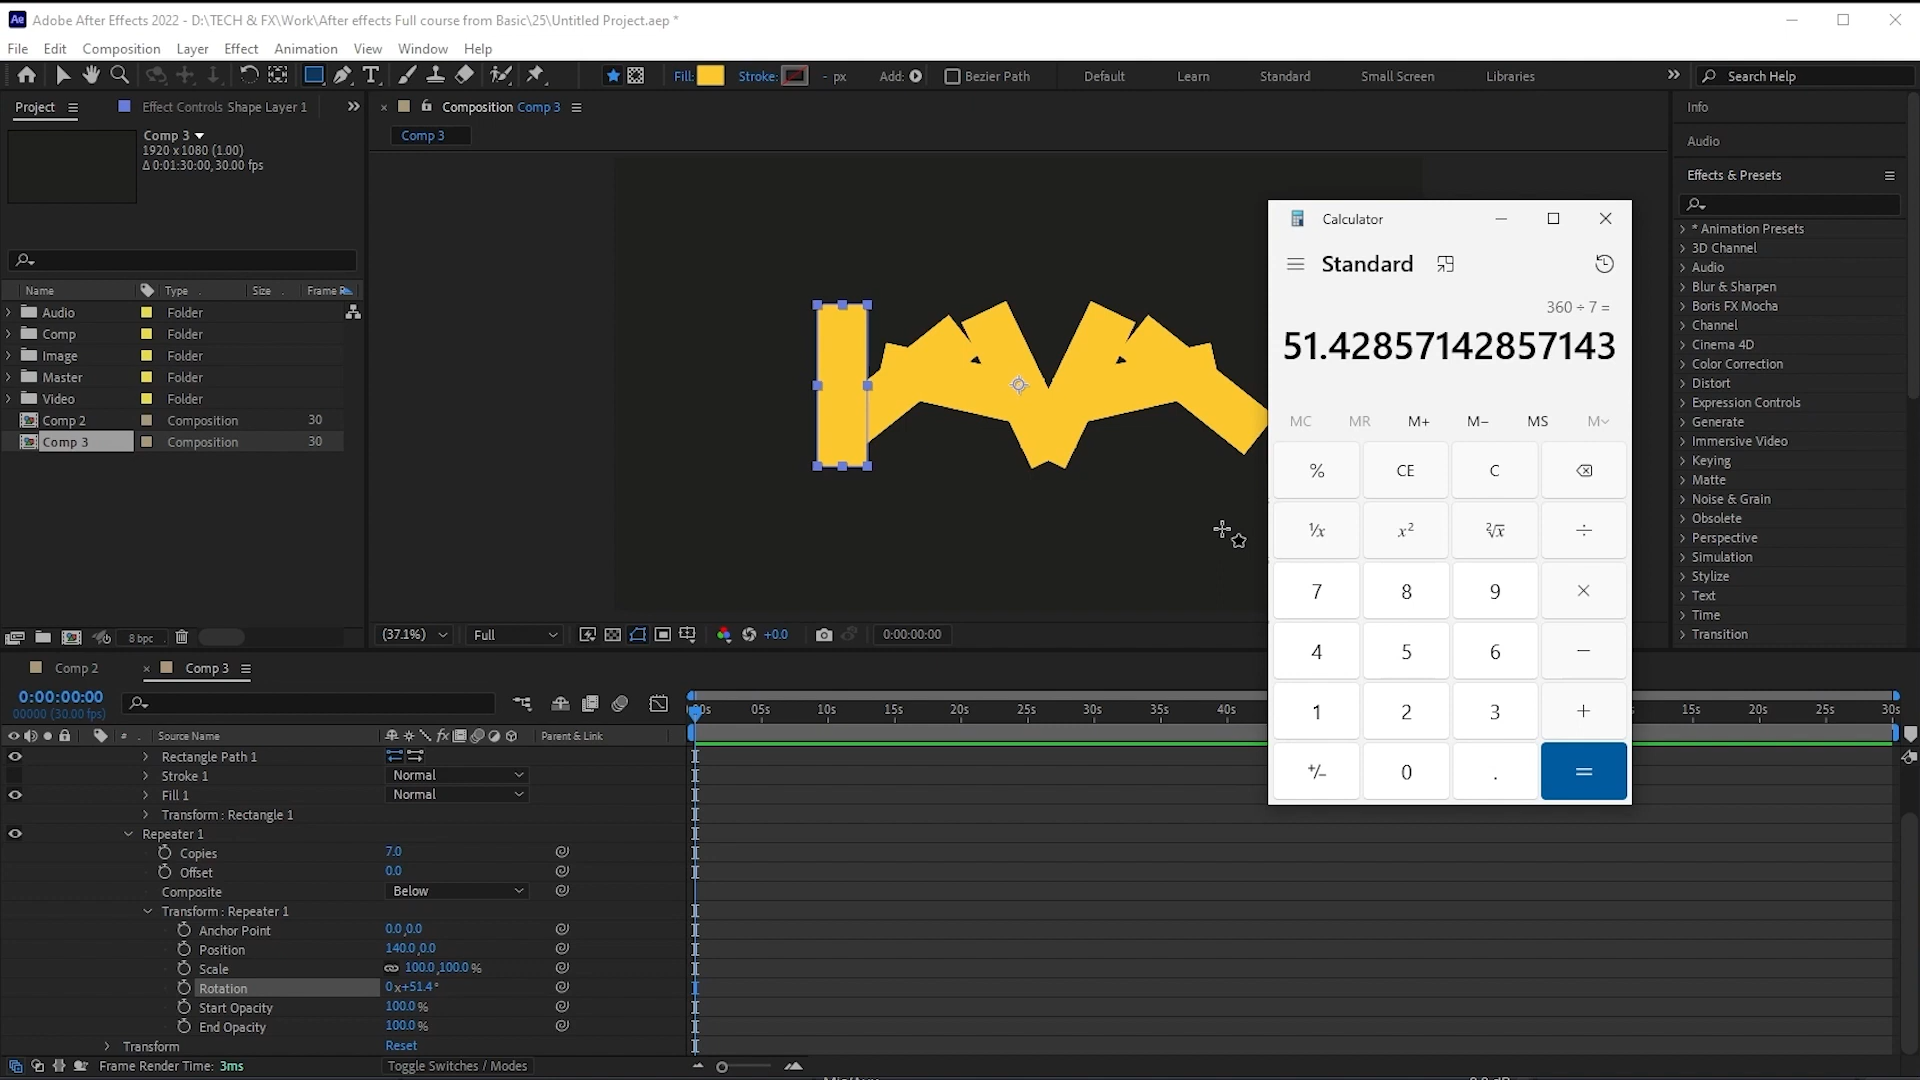 Ae Adobe After Effects 2022 - D:\TECH & FX\Work\After effects Full course from Basic\25\Untitled Project.aep *
File Edit Composition Layer Effect Animation View Window Help
Fill: Stroke: - px Add: Bezier Path Default Learn Standard Small Screen Libraries Search Help
Project Effect Controls Shape Layer 1 Composition Comp 3 Info
Comp 3
Comp 3
1920 x 1080 (1.00)
Δ 0:01:30:00, 30.00 fps
Audio
Effects & Presets
Name Type Size Frame R
Audio Folder
Comp Folder
Image Folder
Master Folder
Video Folder
Comp 2 Composition 30
Comp 3 Composition 30
8 bpc
(37.1%) Full +0.0 0:00:00:00
* Animation Presets
3D Channel
Audio
Blur & Sharpen
Boris FX Mocha
Channel
Cinema 4D
Color Correction
Distort
Expression Controls
Generate
Immersive Video
Keying
Matte
Noise & Grain
Obsolete
Perspective
Simulation
Stylize
Text
Time
Transition
Calculator
Standard
360 ÷ 7 =
51.42857142857143
MC MR M+ M− MS M
% CE C
⅟x x² ²√x ÷
7 8 9 ×
4 5 6 −
1 2 3 +
+/− 0 . =
Comp 2 Comp 3
0:00:00:00
00000 (30.00 fps)
05s 10s 15s 20s 25s 30s 35s 40s 15s 20s 25s 30s
# Source Name fx Parent & Link
Rectangle Path 1
Stroke 1 Normal
Fill 1 Normal
Transform : Rectangle 1
Repeater 1
Copies 7.0
Offset 0.0
Composite Below
Transform : Repeater 1
Anchor Point 0.0,0.0
Position 140.0,0.0
Scale 100.0,100.0 %
Rotation 0x+51.4°
Start Opacity 100.0 %
End Opacity 100.0 %
Transform Reset
Frame Render Time: 3ms Toggle Switches / Modes